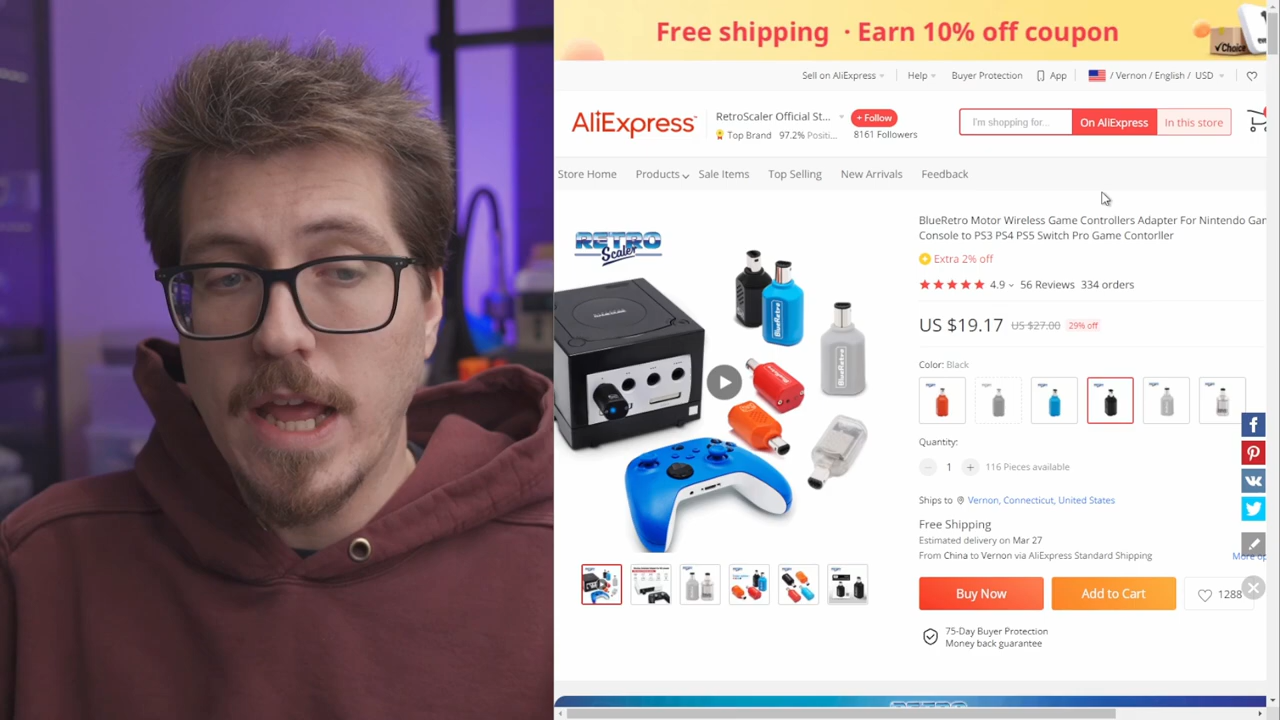 Free shipping · Earn 10% off coupon
Choice
Sell on AliExpress
Help
Buyer Protection
App
/ Vernon / English / USD
AliExpress
RetroScaler Official St...
+ Follow
Top Brand 97.2% Positi...
8161 Followers
I'm shopping for...
On AliExpress
In this store
Store Home
Products
Sale Items
Top Selling
New Arrivals
Feedback
RETRO
Scaler
BlueRetro
BlueRetro
BlueRetro Motor Wireless Game Controllers Adapter For Nintendo Gar
Console to PS3 PS4 PS5 Switch Pro Game Contorller
Extra 2% off
4.9
56 Reviews
334 orders
US $19.17
US $27.00
29% off
Color: Black
Quantity:
1
116 Pieces available
Ships to
Vernon, Connecticut, United States
Free Shipping
Estimated delivery on Mar 27
From China to Vernon via AliExpress Standard Shipping
More op
Buy Now
Add to Cart
1288
75-Day Buyer Protection
Money back guarantee